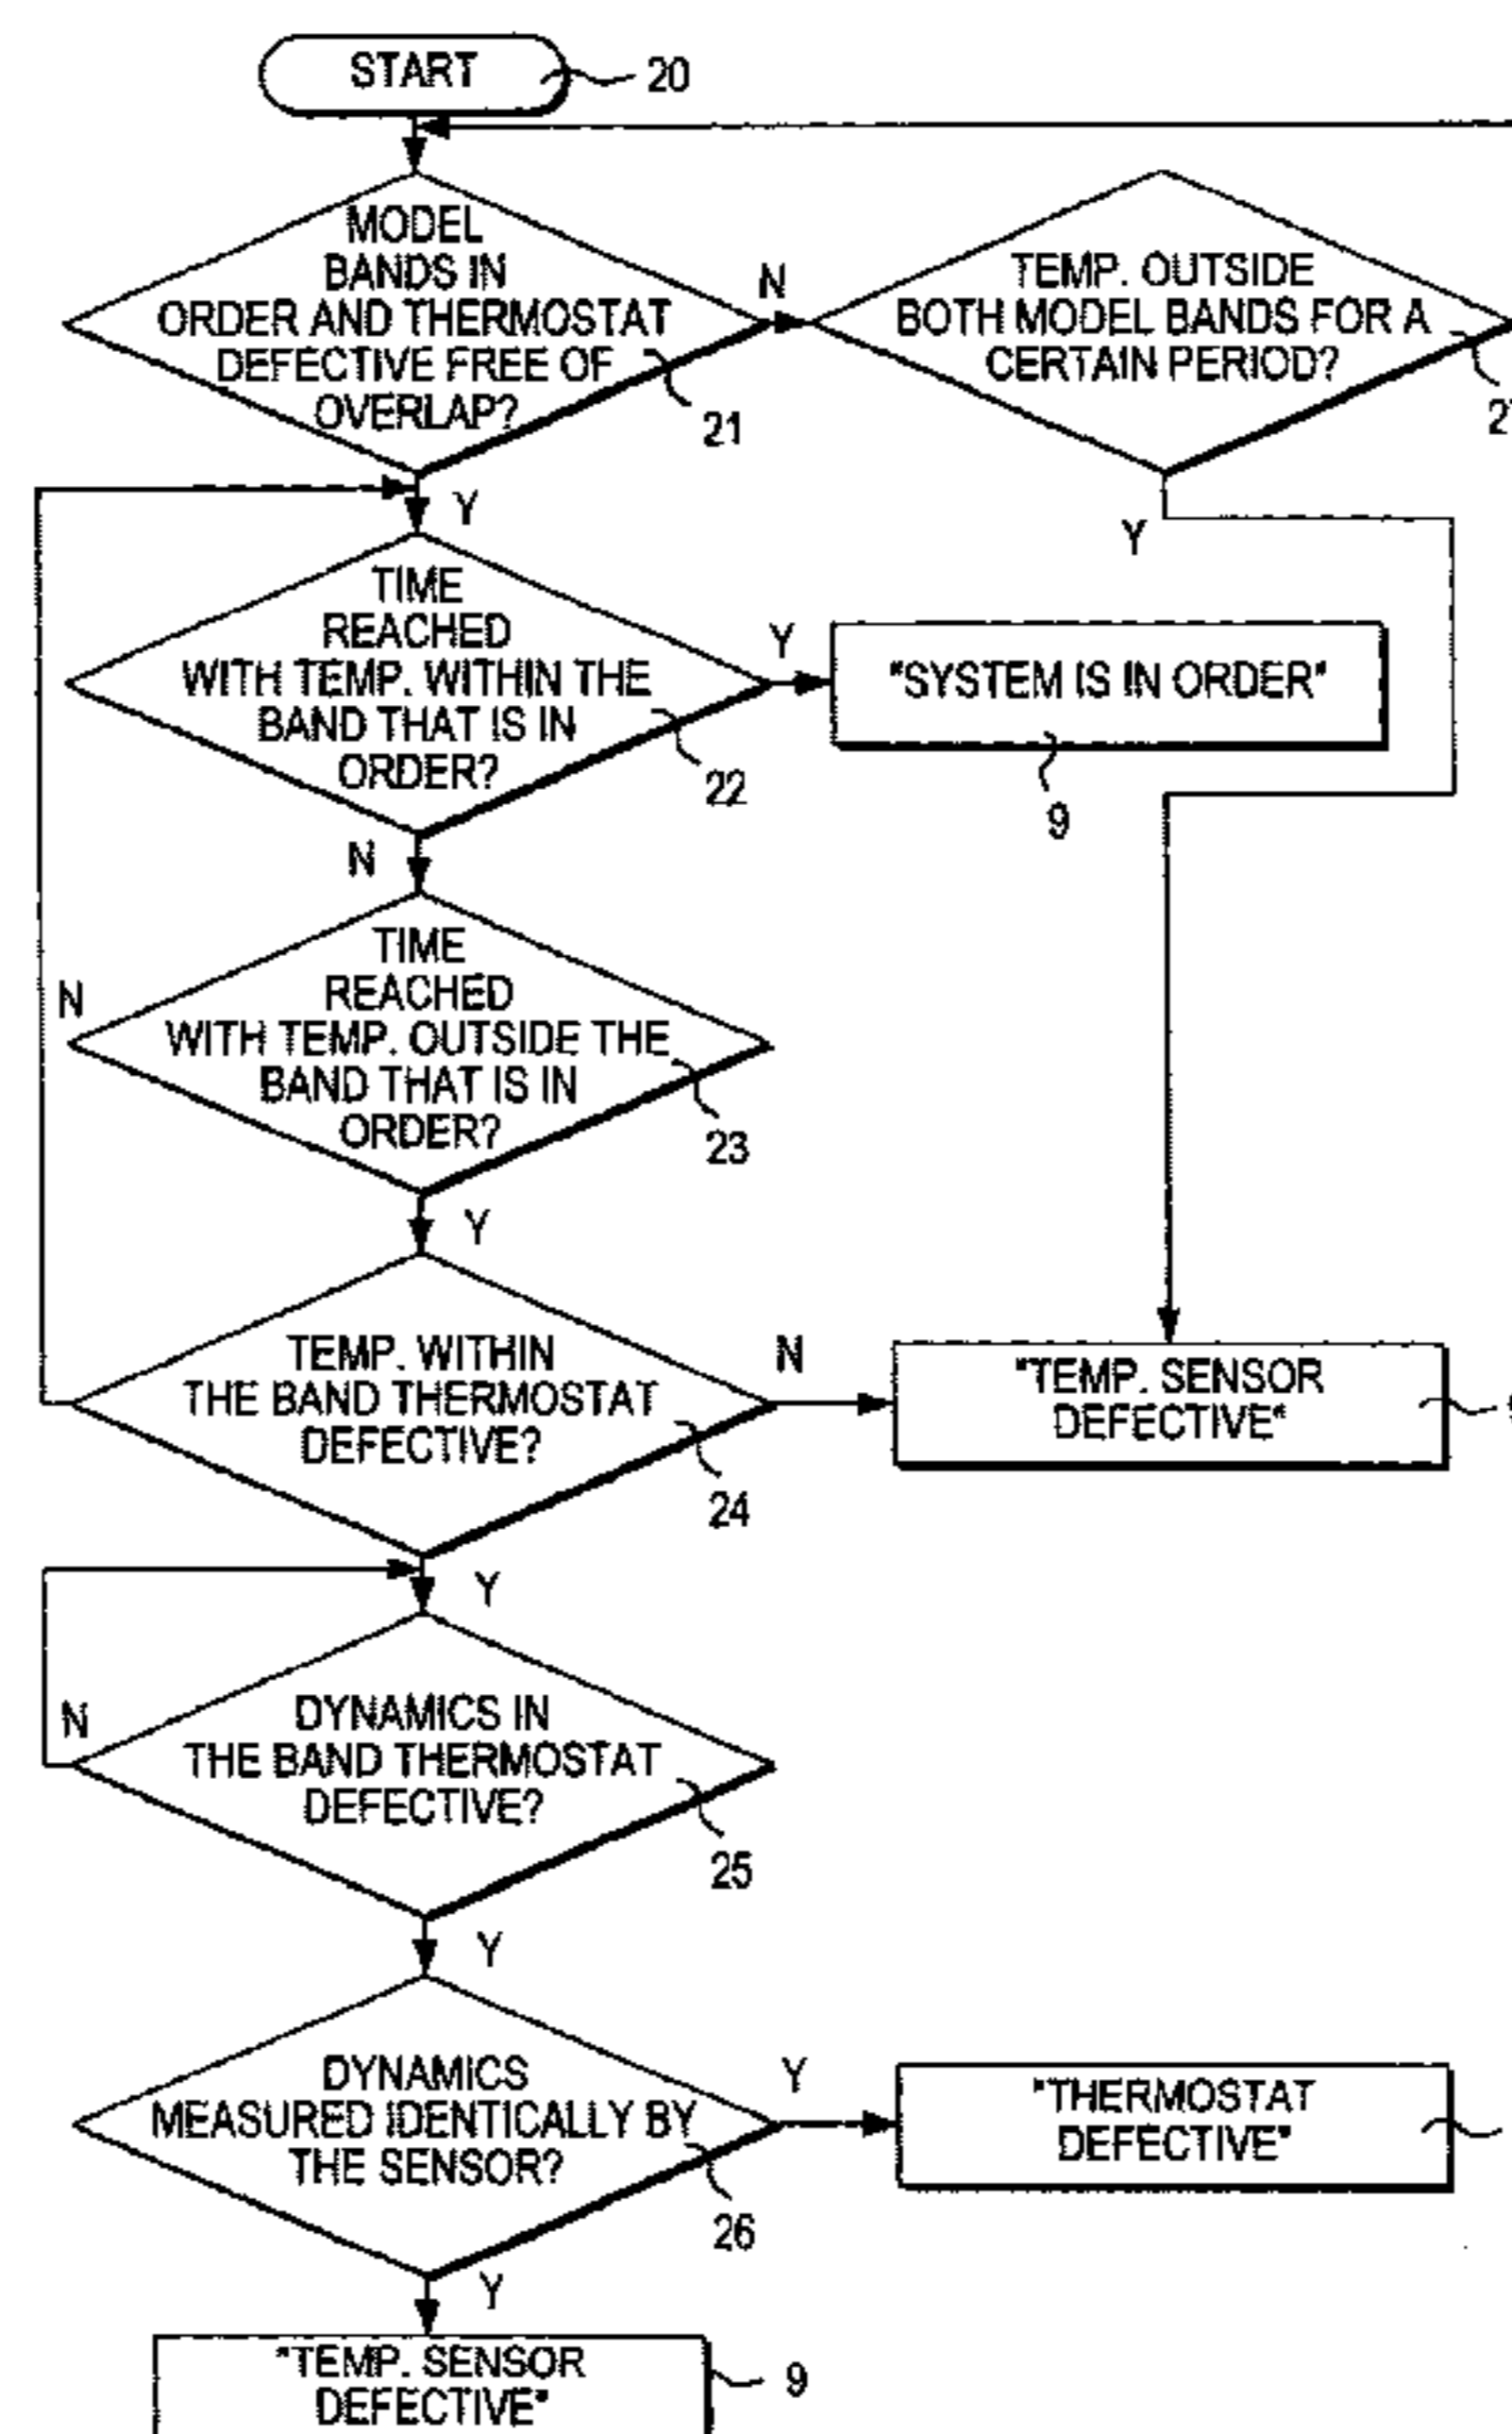 START
20
MODEL
BANDS IN
ORDER AND THERMOSTAT
DEFECTIVE FREE OF
OVERLAP?
21
N
TEMP. OUTSIDE
BOTH MODEL BANDS FOR A
CERTAIN PERIOD?
Y
Y
TIME
REACHED
WITH TEMP. WITHIN THE
BAND THAT IS IN
ORDER?
22
Y
"SYSTEM IS IN ORDER"
9
N
TIME
REACHED
WITH TEMP. OUTSIDE THE
BAND THAT IS IN
ORDER?
23
N
Y
TEMP. WITHIN
THE BAND THERMOSTAT
DEFECTIVE?
24
N
"TEMP. SENSOR
DEFECTIVE"
Y
DYNAMICS IN
THE BAND THERMOSTAT
DEFECTIVE?
25
N
Y
DYNAMICS
MEASURED IDENTICALLY BY
THE SENSOR?
26
Y
"THERMOSTAT
DEFECTIVE"
Y
"TEMP. SENSOR
DEFECTIVE"
9